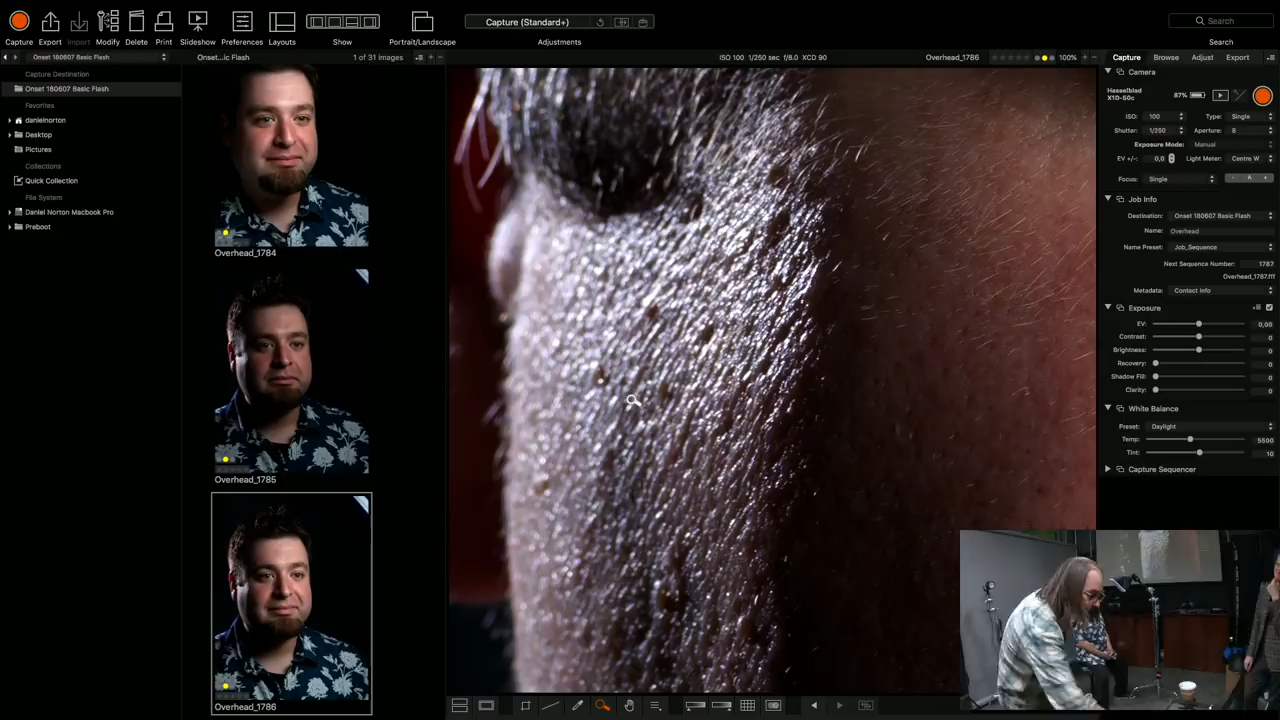 Capture (Standard+)
Search
Capture Export Import Modify Delete Print Slideshow Preferences Layouts Show Portrait/Landscape Adjustments Search
Onset 180607 Basic Flash
Onset...ic Flash
1 of 31 images
ISO 100 1/250 sec f/8.0 XCD 90
Overhead_1786
100%
Capture Browse Adjust Export
Capture Destination
Onset 180607 Basic Flash
Favorites
danielnorton
Desktop
Pictures
Collections
Quick Collection
File System
Daniel Norton Macbook Pro
Preboot
Overhead_1784
Overhead_1785
Overhead_1786
Camera
Hasselblad
X1D-50c
87%
ISO: 100 Type: Single
Shutter: 1/250 Aperture: 8
Exposure Mode: Manual
EV +/-: 0,0 Light Meter: Centre W
Focus: Single - A +
Job Info
Destination: Onset 180607 Basic Flash
Name: Overhead
Name Preset: Job_Sequence
Next Sequence Number: 1787
Overhead_1787.fff
Metadata: Contact Info
Exposure
EV: 0,00
Contrast: 0
Brightness: 0
Recovery: 0
Shadow Fill: 0
Clarity: 0
White Balance
Preset: Daylight
Temp: 5500
Tint: 10
Capture Sequencer